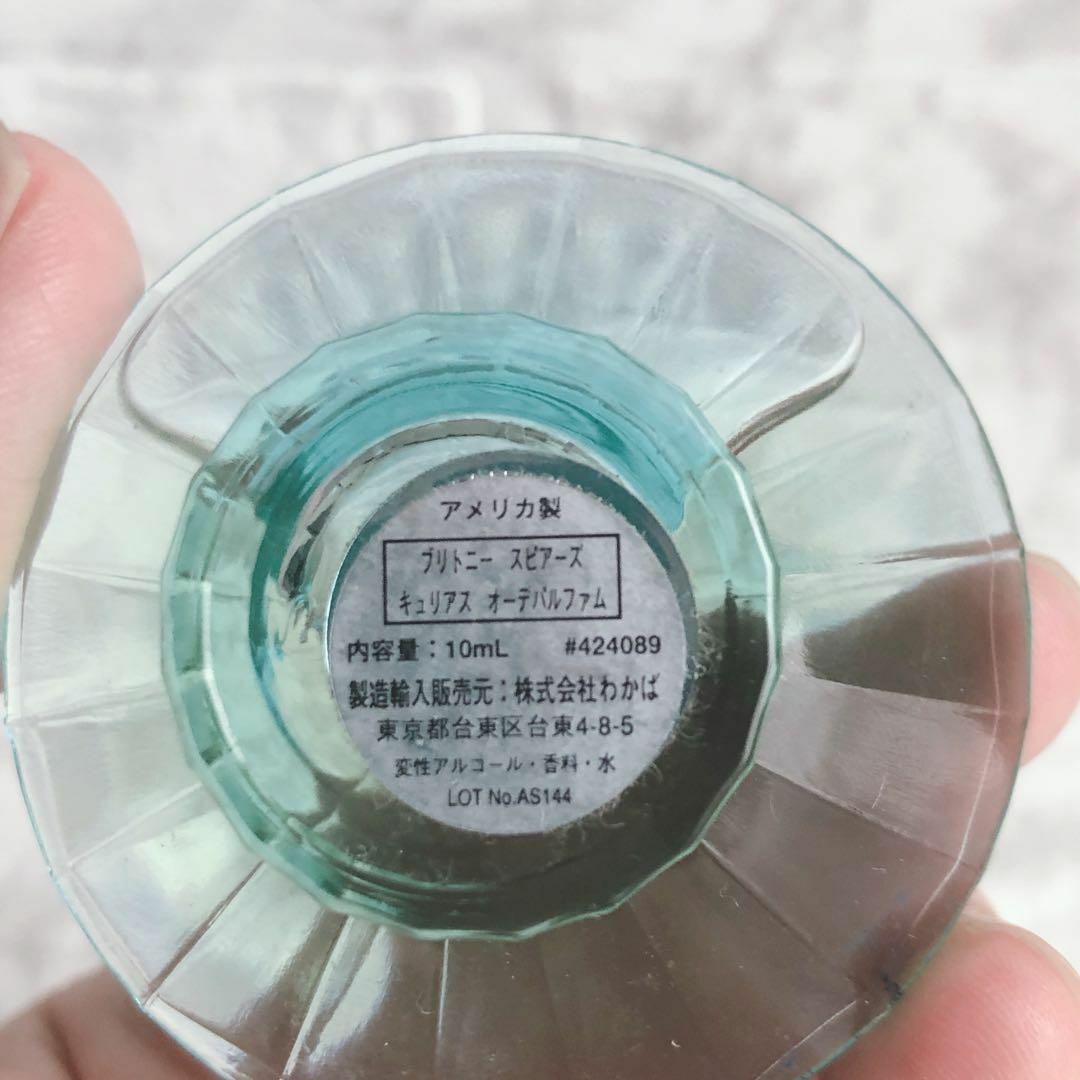 アメリカ製
ブリトニー スピアーズ
キュリアス オーデパルファム
内容量：10mL #424089
製造輸入販売元：株式会社わかば
東京都台東区台東4-8-5
変性アルコール・香料・水
LOT No.AS144